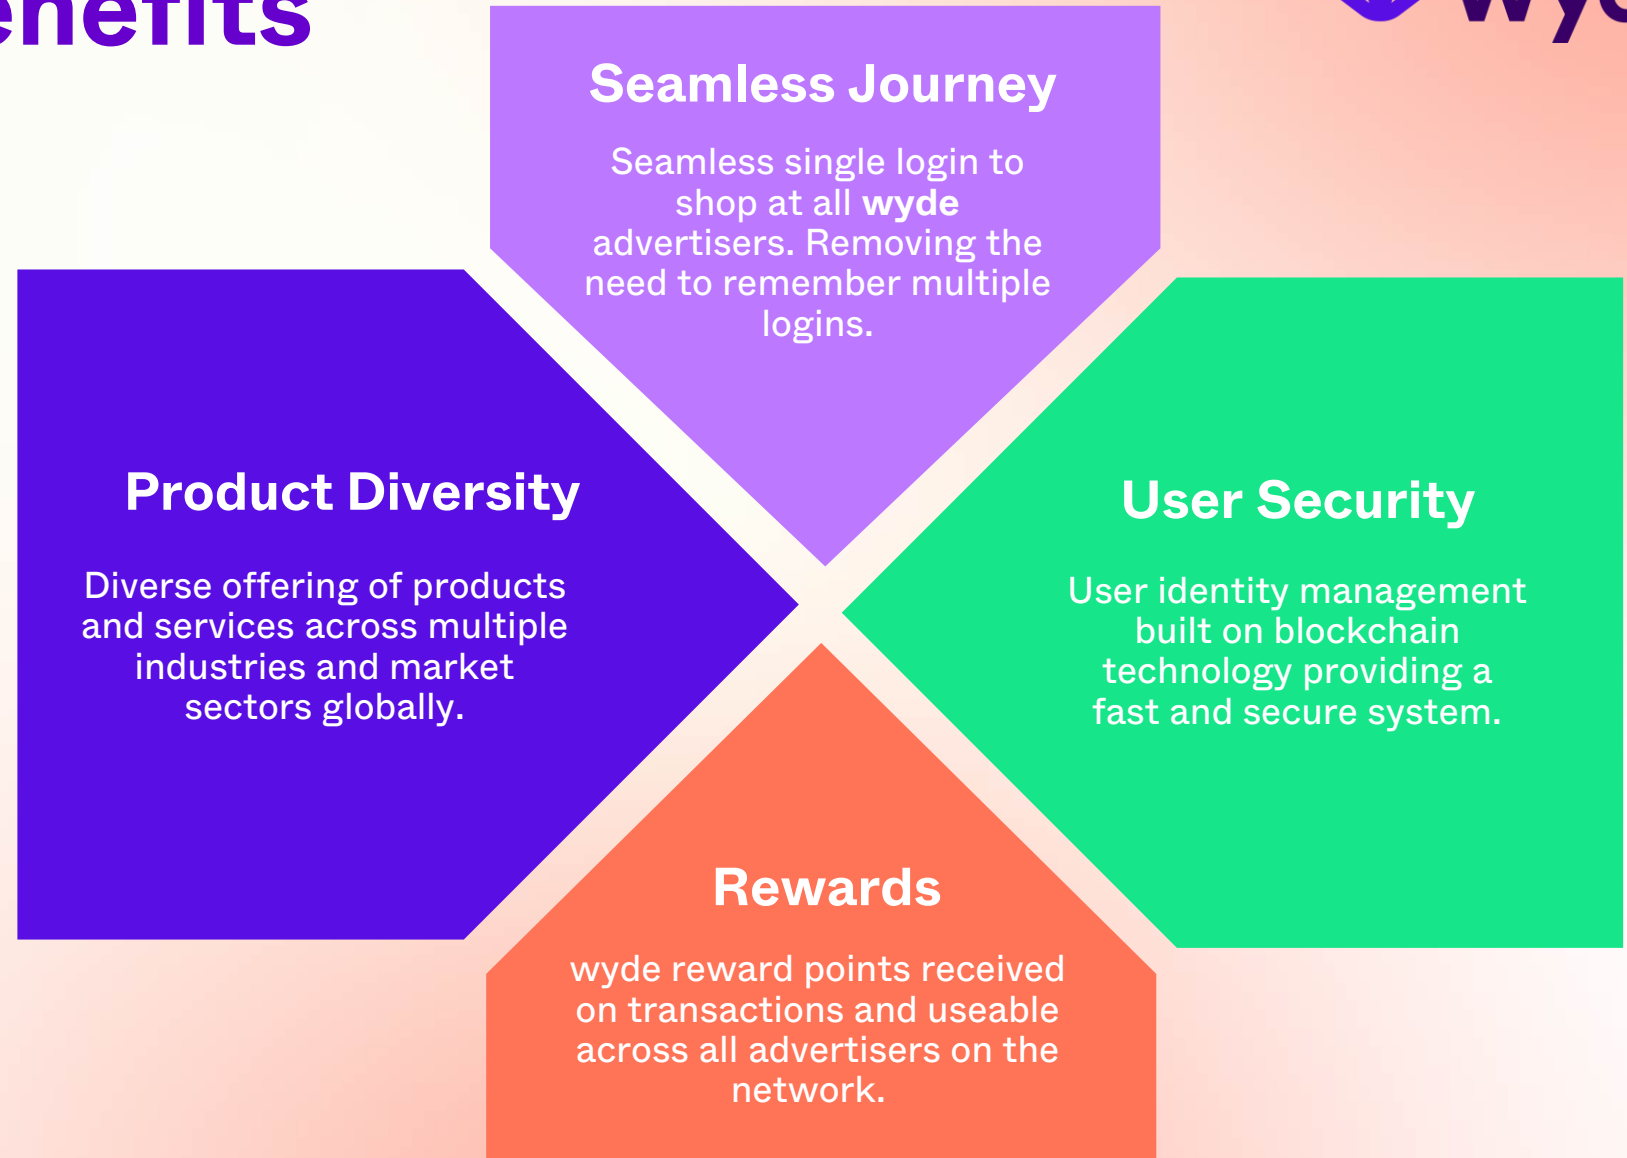 enefits
wyd
Seamless Journey
Seamless single login to
shop at all wyde
advertisers. Removing the
need to remember multiple
logins.
Product Diversity
Diverse offering of products
and services across multiple
industries and market
sectors globally.
User Security
User identity management
built on blockchain
technology providing a
fast and secure system.
Rewards
wyde reward points received
on transactions and useable
across all advertisers on the
network.